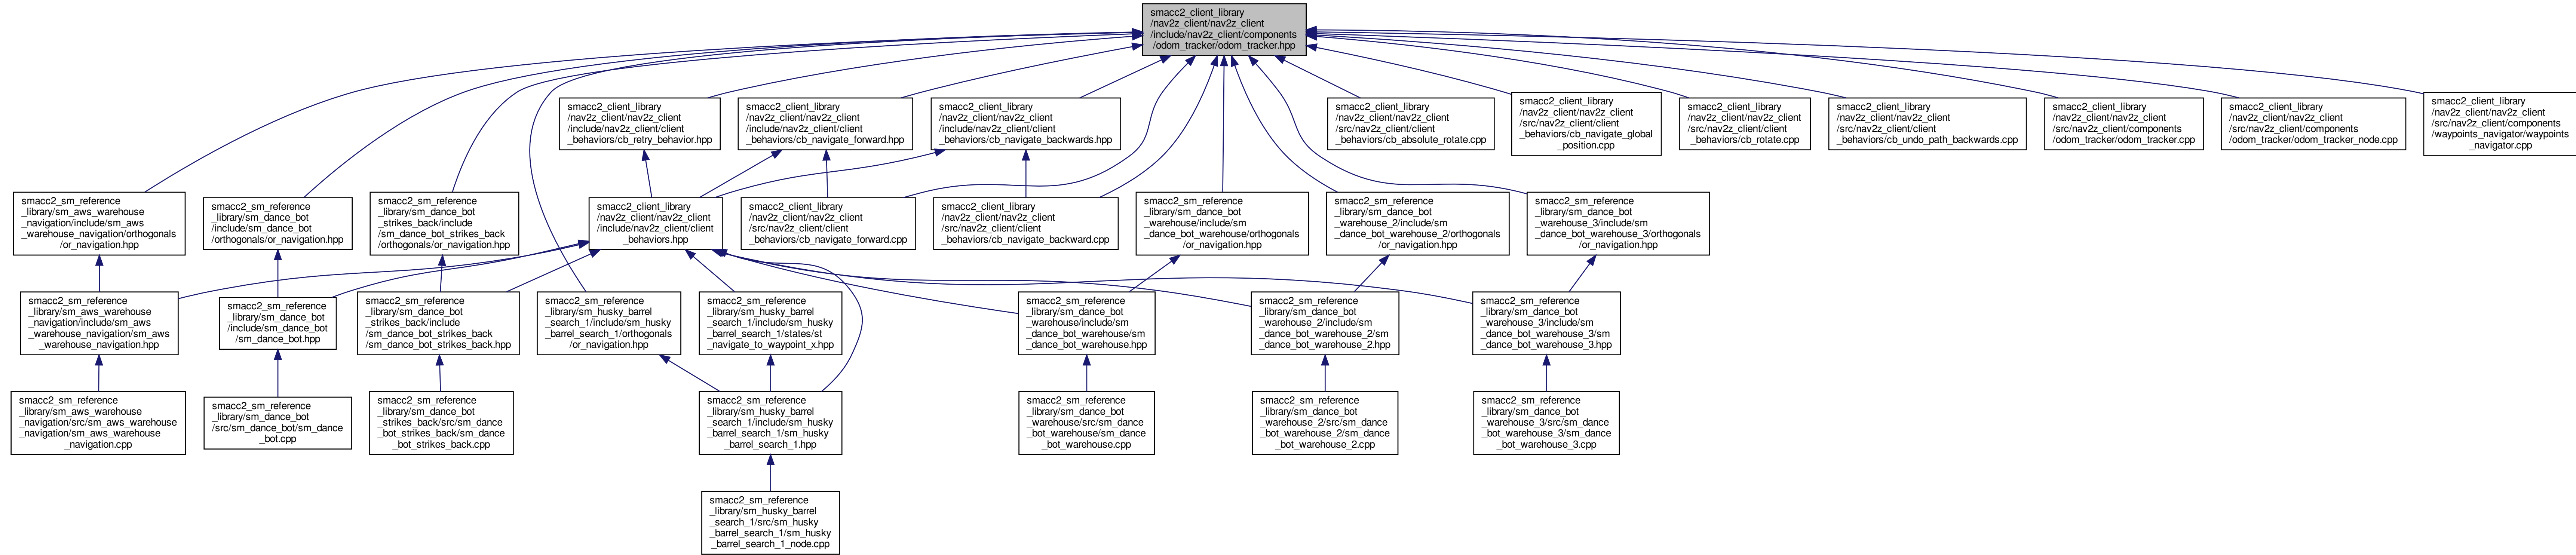 smacc2_client_library
/nav2z_client/nav2z_client
/include/nav2z_client/components
/odom_tracker/odom_tracker.hpp
smacc2_client_library
/nav2z_client/nav2z_client
/include/nav2z_client/client
_behaviors/cb_retry_behavior.hpp
smacc2_client_library
/nav2z_client/nav2z_client
/include/nav2z_client/client
_behaviors/cb_navigate_forward.hpp
smacc2_client_library
/nav2z_client/nav2z_client
/include/nav2z_client/client
_behaviors/cb_navigate_backwards.hpp
smacc2_client_library
/nav2z_client/nav2z_client
/src/nav2z_client/client
_behaviors/cb_absolute_rotate.cpp
smacc2_client_library
/nav2z_client/nav2z_client
/src/nav2z_client/client
_behaviors/cb_navigate_global
_position.cpp
smacc2_client_library
/nav2z_client/nav2z_client
/src/nav2z_client/client
_behaviors/cb_rotate.cpp
smacc2_client_library
/nav2z_client/nav2z_client
/src/nav2z_client/client
_behaviors/cb_undo_path_backwards.cpp
smacc2_client_library
/nav2z_client/nav2z_client
/src/nav2z_client/components
/odom_tracker/odom_tracker.cpp
smacc2_client_library
/nav2z_client/nav2z_client
/src/nav2z_client/components
/odom_tracker/odom_tracker_node.cpp
smacc2_client_library
/nav2z_client/nav2z_client
/src/nav2z_client/components
/waypoints_navigator/waypoints
_navigator.cpp
smacc2_sm_reference
_library/sm_aws_warehouse
_navigation/include/sm_aws
_warehouse_navigation/orthogonals
/or_navigation.hpp
smacc2_sm_reference
_library/sm_dance_bot
/include/sm_dance_bot
/orthogonals/or_navigation.hpp
smacc2_sm_reference
_library/sm_dance_bot
_strikes_back/include
/sm_dance_bot_strikes_back
/orthogonals/or_navigation.hpp
smacc2_client_library
/nav2z_client/nav2z_client
/include/nav2z_client/client
_behaviors.hpp
smacc2_client_library
/nav2z_client/nav2z_client
/src/nav2z_client/client
_behaviors/cb_navigate_forward.cpp
smacc2_client_library
/nav2z_client/nav2z_client
/src/nav2z_client/client
_behaviors/cb_navigate_backward.cpp
smacc2_sm_reference
_library/sm_dance_bot
_warehouse/include/sm
_dance_bot_warehouse/orthogonals
/or_navigation.hpp
smacc2_sm_reference
_library/sm_dance_bot
_warehouse_2/include/sm
_dance_bot_warehouse_2/orthogonals
/or_navigation.hpp
smacc2_sm_reference
_library/sm_dance_bot
_warehouse_3/include/sm
_dance_bot_warehouse_3/orthogonals
/or_navigation.hpp
smacc2_sm_reference
_library/sm_aws_warehouse
_navigation/include/sm_aws
_warehouse_navigation/sm_aws
_warehouse_navigation.hpp
smacc2_sm_reference
_library/sm_dance_bot
/include/sm_dance_bot
/sm_dance_bot.hpp
smacc2_sm_reference
_library/sm_dance_bot
_strikes_back/include
/sm_dance_bot_strikes_back
/sm_dance_bot_strikes_back.hpp
smacc2_sm_reference
_library/sm_husky_barrel
_search_1/include/sm_husky
_barrel_search_1/orthogonals
/or_navigation.hpp
smacc2_sm_reference
_library/sm_husky_barrel
_search_1/include/sm_husky
_barrel_search_1/states/st
_navigate_to_waypoint_x.hpp
smacc2_sm_reference
_library/sm_dance_bot
_warehouse/include/sm
_dance_bot_warehouse/sm
_dance_bot_warehouse.hpp
smacc2_sm_reference
_library/sm_dance_bot
_warehouse_2/include/sm
_dance_bot_warehouse_2/sm
_dance_bot_warehouse_2.hpp
smacc2_sm_reference
_library/sm_dance_bot
_warehouse_3/include/sm
_dance_bot_warehouse_3/sm
_dance_bot_warehouse_3.hpp
smacc2_sm_reference
_library/sm_aws_warehouse
_navigation/src/sm_aws_warehouse
_navigation/sm_aws_warehouse
_navigation.cpp
smacc2_sm_reference
_library/sm_dance_bot
/src/sm_dance_bot/sm_dance
_bot.cpp
smacc2_sm_reference
_library/sm_dance_bot
_strikes_back/src/sm_dance
_bot_strikes_back/sm_dance
_bot_strikes_back.cpp
smacc2_sm_reference
_library/sm_husky_barrel
_search_1/include/sm_husky
_barrel_search_1/sm_husky
_barrel_search_1.hpp
smacc2_sm_reference
_library/sm_dance_bot
_warehouse/src/sm_dance
_bot_warehouse/sm_dance
_bot_warehouse.cpp
smacc2_sm_reference
_library/sm_dance_bot
_warehouse_2/src/sm_dance
_bot_warehouse_2/sm_dance
_bot_warehouse_2.cpp
smacc2_sm_reference
_library/sm_dance_bot
_warehouse_3/src/sm_dance
_bot_warehouse_3/sm_dance
_bot_warehouse_3.cpp
smacc2_sm_reference
_library/sm_husky_barrel
_search_1/src/sm_husky
_barrel_search_1/sm_husky
_barrel_search_1_node.cpp